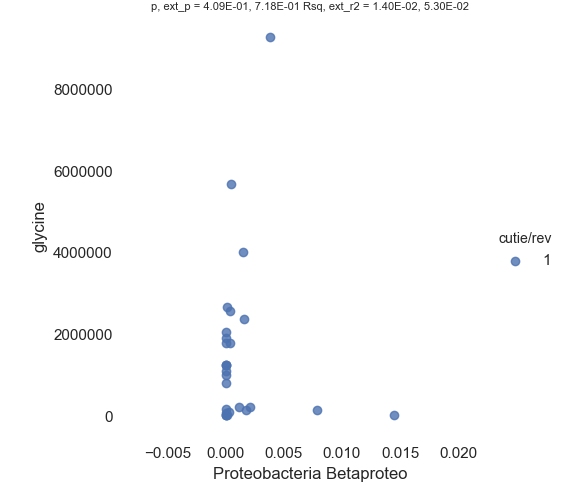 p, ext_p = 4.09E-01, 7.18E-01 Rsq, ext_r2 = 1.40E-02, 5.30E-02
8000000
6000000
4000000
2000000
0
glycine
cutie/rev
1
−0.005 0.000 0.005 0.010 0.015 0.020
Proteobacteria Betaproteo